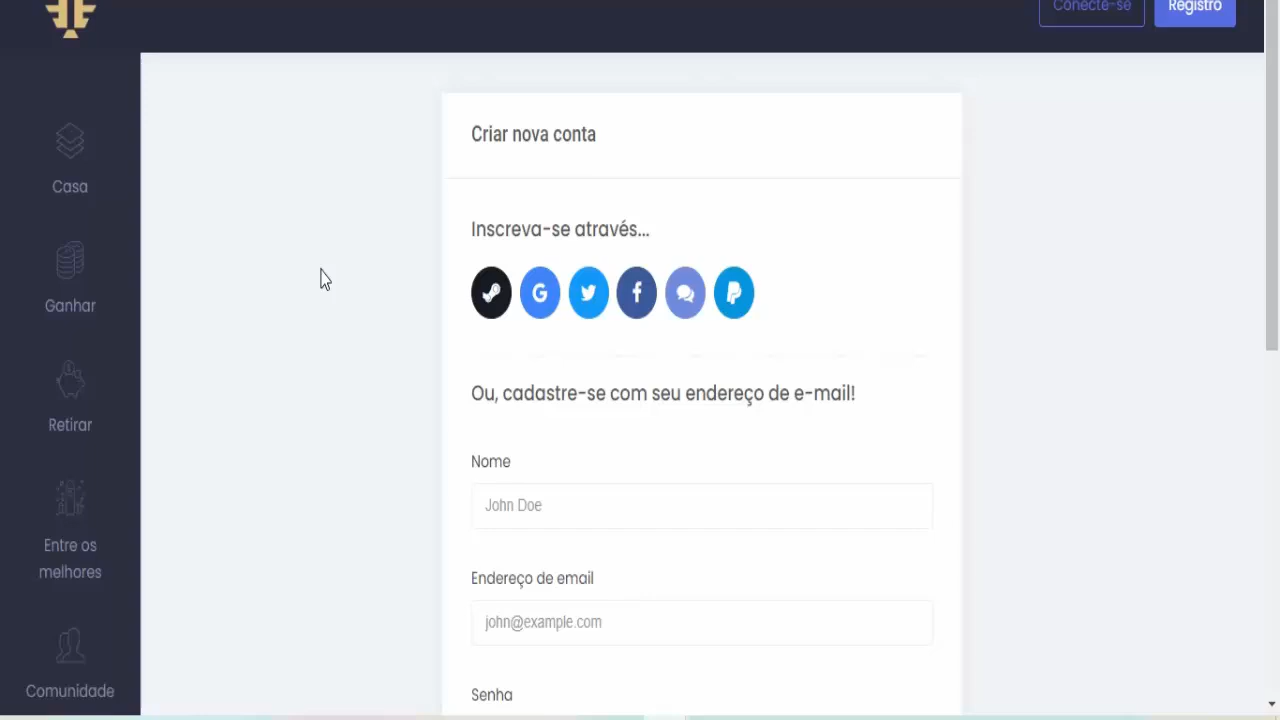 Conecte-se
Registro
Casa
Ganhar
Retirar
Entre os
melhores
Comunidade
Criar nova conta
Inscreva-se através...
Ou, cadastre-se com seu endereço de e-mail!
Nome
John Doe
Endereço de email
john@example.com
Senha